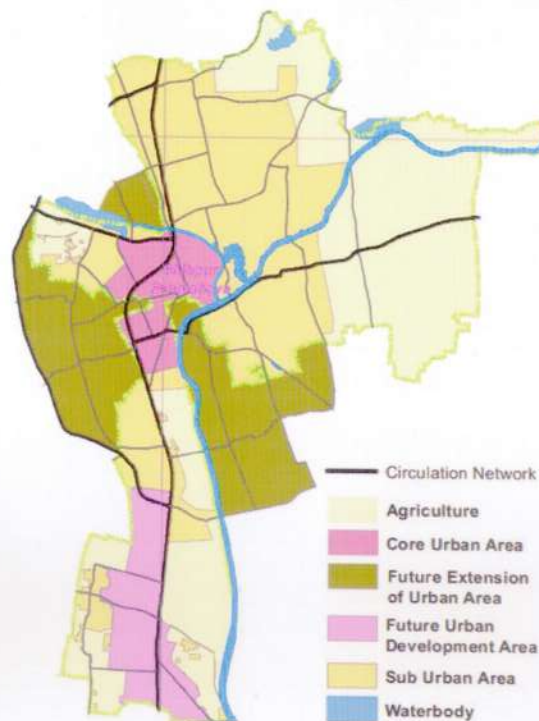 Circulation Network
Agriculture
Core Urban Area
Future Extension
of Urban Area
Future Urban
Development Area
Sub Urban Area
Waterbody